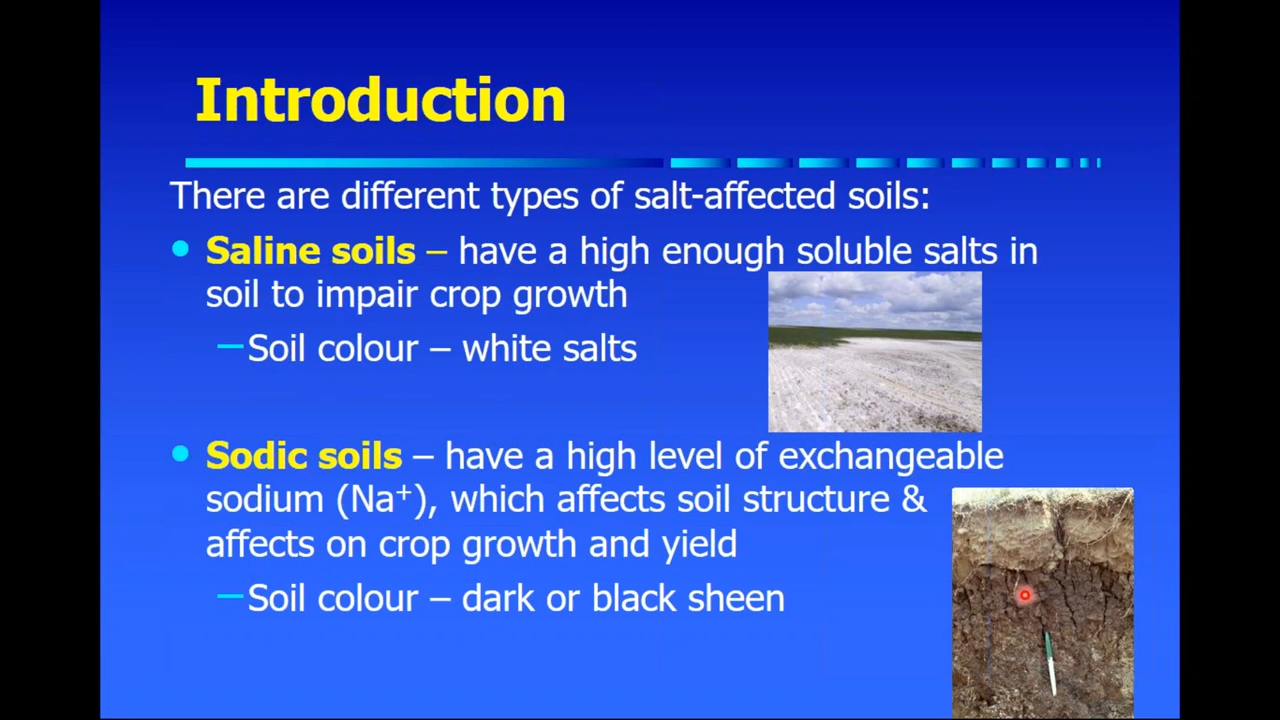 Introduction
There are different types of salt-affected soils:
Saline soils – have a high enough soluble salts in
soil to impair crop growth
–Soil colour – white salts
Sodic soils – have a high level of exchangeable
sodium (Na⁺), which affects soil structure &
affects on crop growth and yield
–Soil colour – dark or black sheen